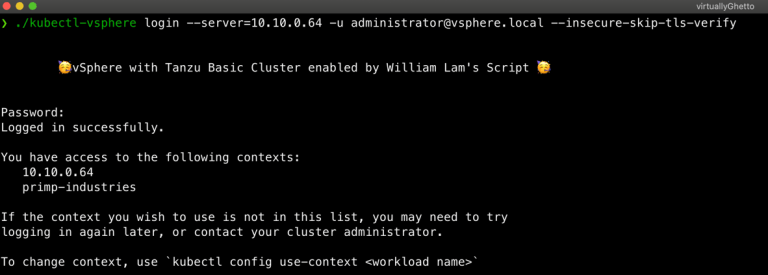 virtuallyGhetto
❯ ./kubectl-vsphere login --server=10.10.0.64 -u administrator@vsphere.local --insecure-skip-tls-verify
🥳vSphere with Tanzu Basic Cluster enabled by William Lam's Script 🥳
Password:
Logged in successfully.
You have access to the following contexts:
10.10.0.64
primp-industries
If the context you wish to use is not in this list, you may need to try
logging in again later, or contact your cluster administrator.
To change context, use `kubectl config use-context <workload name>`